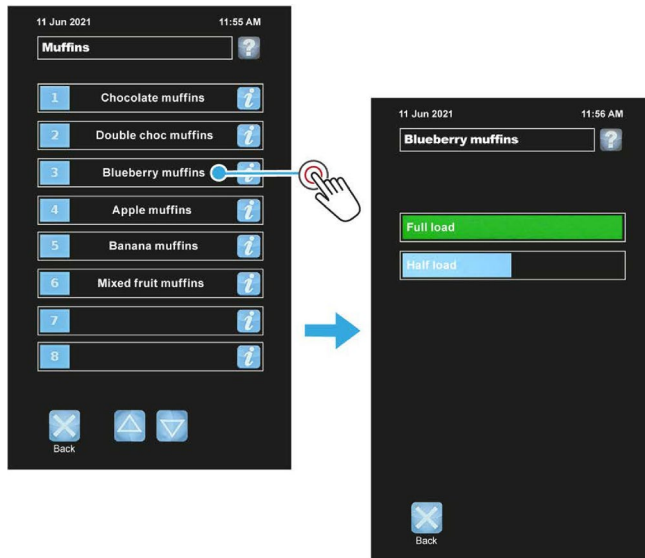 11 Jun 2021 11:55 AM
Muffins ?
1 Chocolate muffins i
2 Double choc muffins i
3 Blueberry muffins i
4 Apple muffins i
5 Banana muffins i
6 Mixed fruit muffins i
7 i
8 i
Back
11 Jun 2021 11:56 AM
Blueberry muffins ?
Full load
Half load
Back